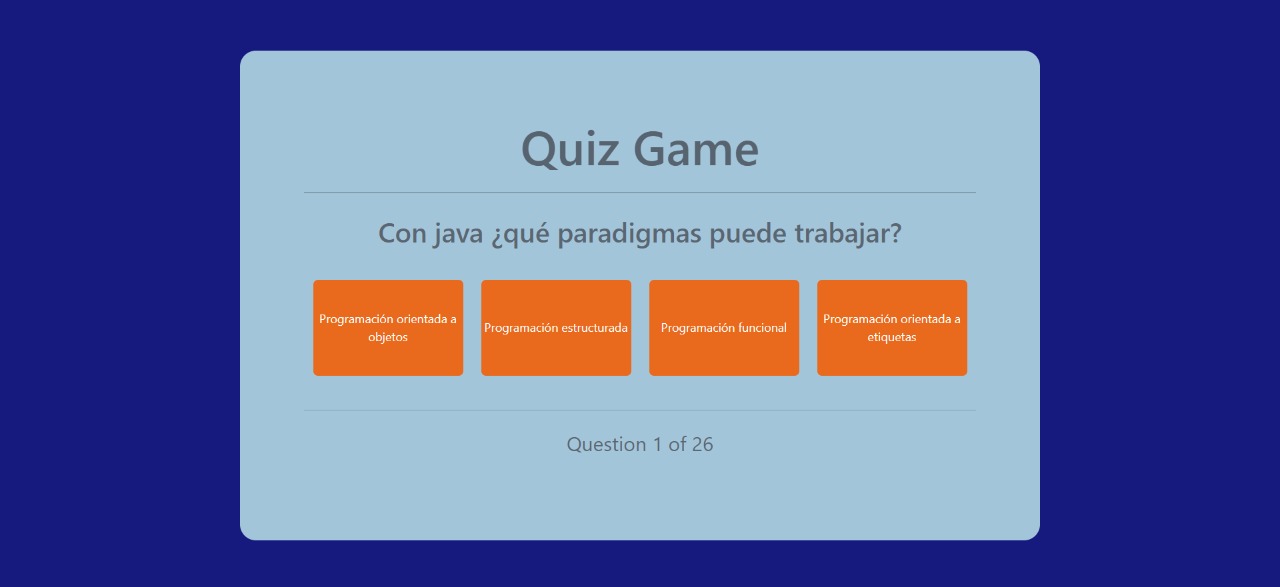 Quiz Game
Con java ¿qué paradigmas puede trabajar?
Programación orientada a
objetos
Programación estructurada
Programación funcional
Programación orientada a
etiquetas
Question 1 of 26